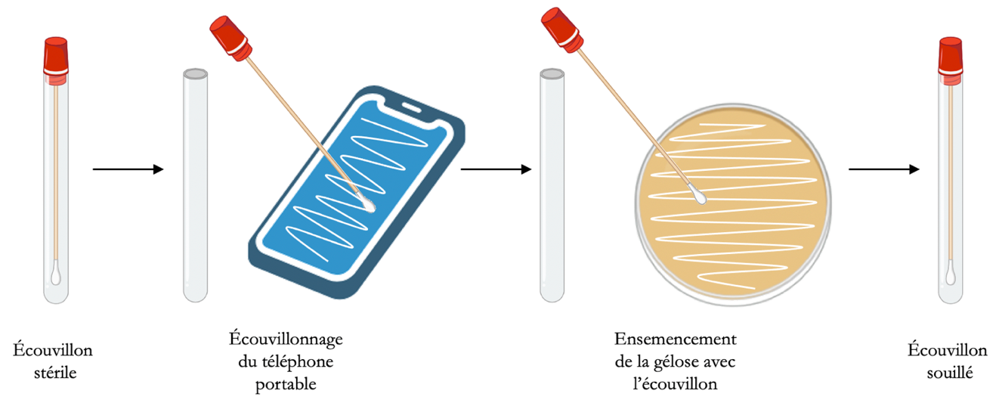 Écouvillon
stérile
Écouvillonnage
du téléphone
portable
Ensemencement
de la gélose avec
l’écouvillon
Écouvillon
souillé